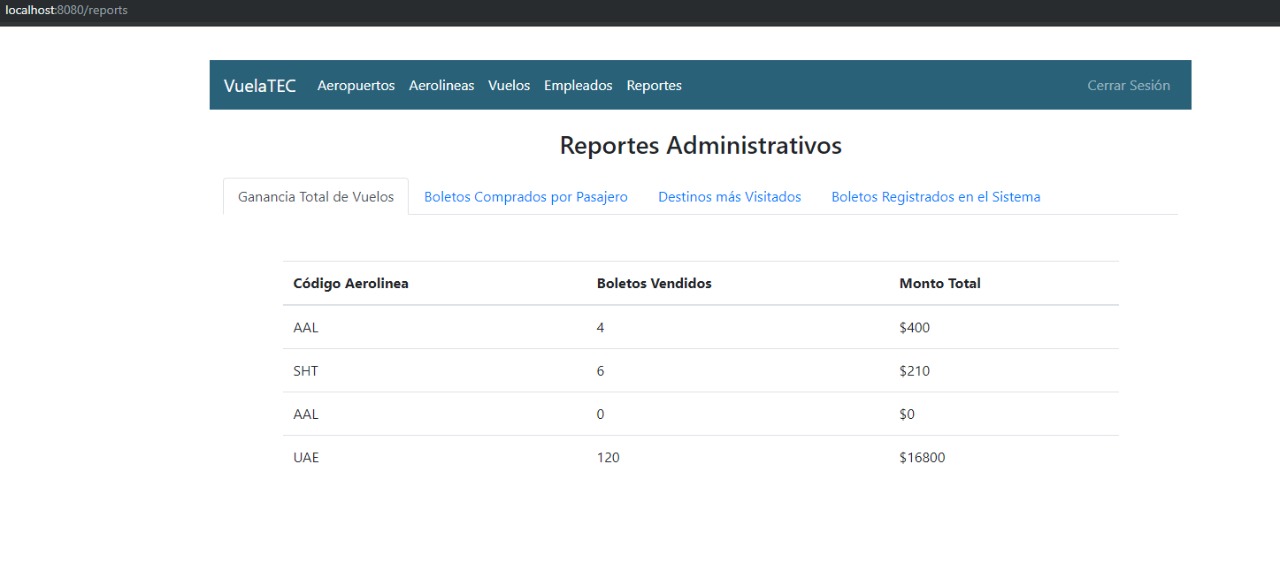 localhost:8080/reports
VuelaTEC Aeropuertos Aerolineas Vuelos Empleados Reportes Cerrar Sesión
Reportes Administrativos
Ganancia Total de Vuelos Boletos Comprados por Pasajero Destinos más Visitados Boletos Registrados en el Sistema
Código Aerolinea Boletos Vendidos Monto Total
AAL 4 $400
SHT 6 $210
AAL 0 $0
UAE 120 $16800